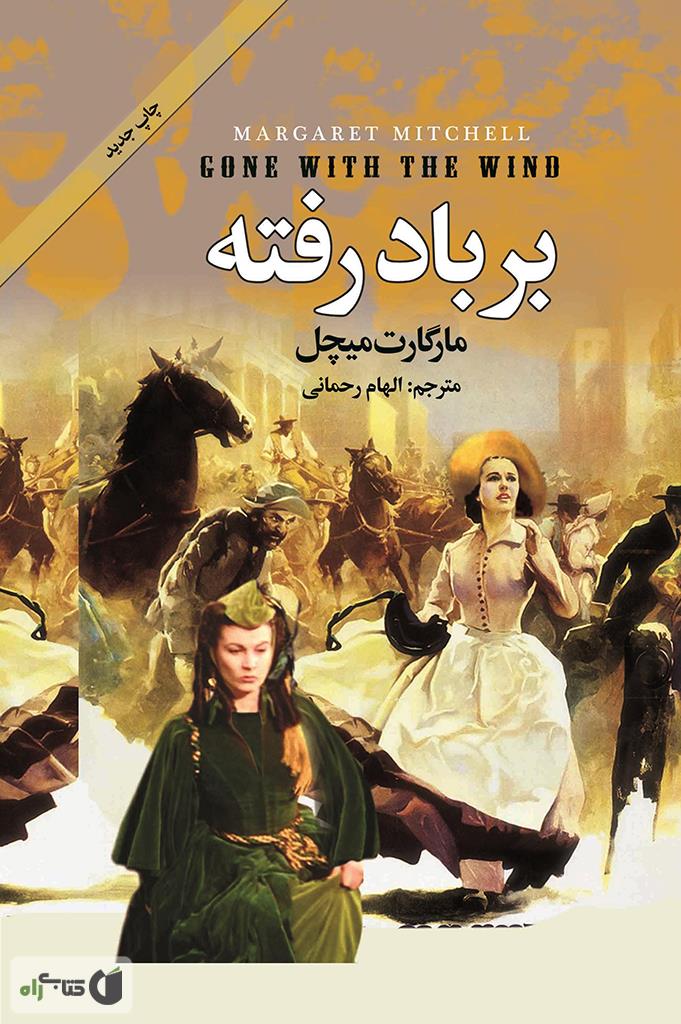 چاپ جدید
MARGARET MITCHELL
GONE WITH THE WIND
بر باد رفته
مارگارت میچل
مترجم: الهام رحمانی
کتابراه